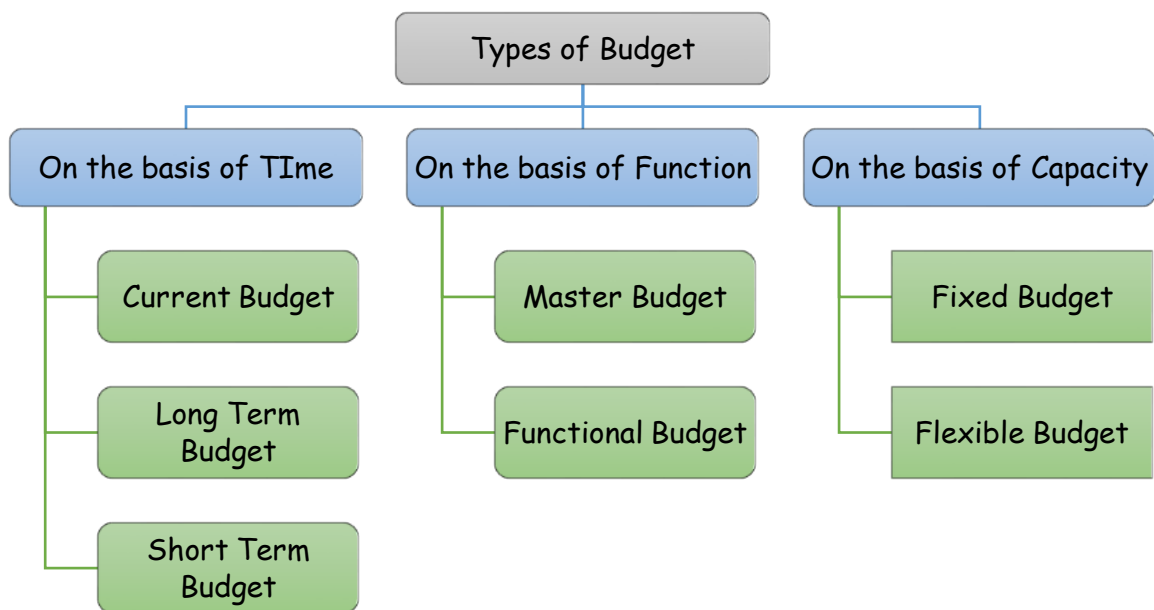 Types of Budget
On the basis of TIme
Current Budget
Long Term
Budget
Short Term
Budget
On the basis of Function
Master Budget
Functional Budget
On the basis of Capacity
Fixed Budget
Flexible Budget